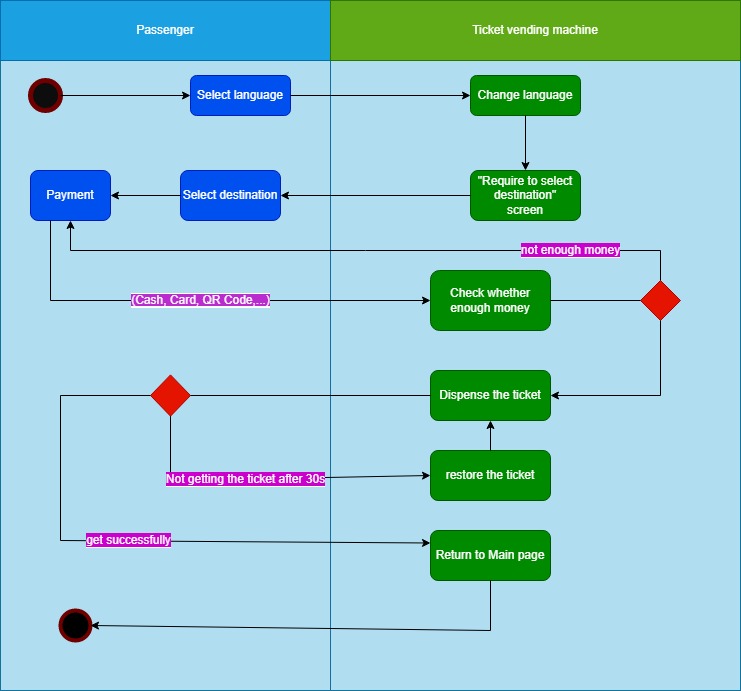 Passenger
Ticket vending machine
Select language
Change language
Payment
Select destination
"Require to select
destination"
screen
not enough money
(Cash, Card, QR Code,...)
Check whether
enough money
Dispense the ticket
Not getting the ticket after 30s
restore the ticket
get successfully
Return to Main page